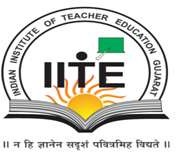 INDIAN INSTITUTE OF TEACHER EDUCATION GUJARAT
IITE
॥ न हि ज्ञानेन सदृशं पवित्रमिह विद्यते ॥